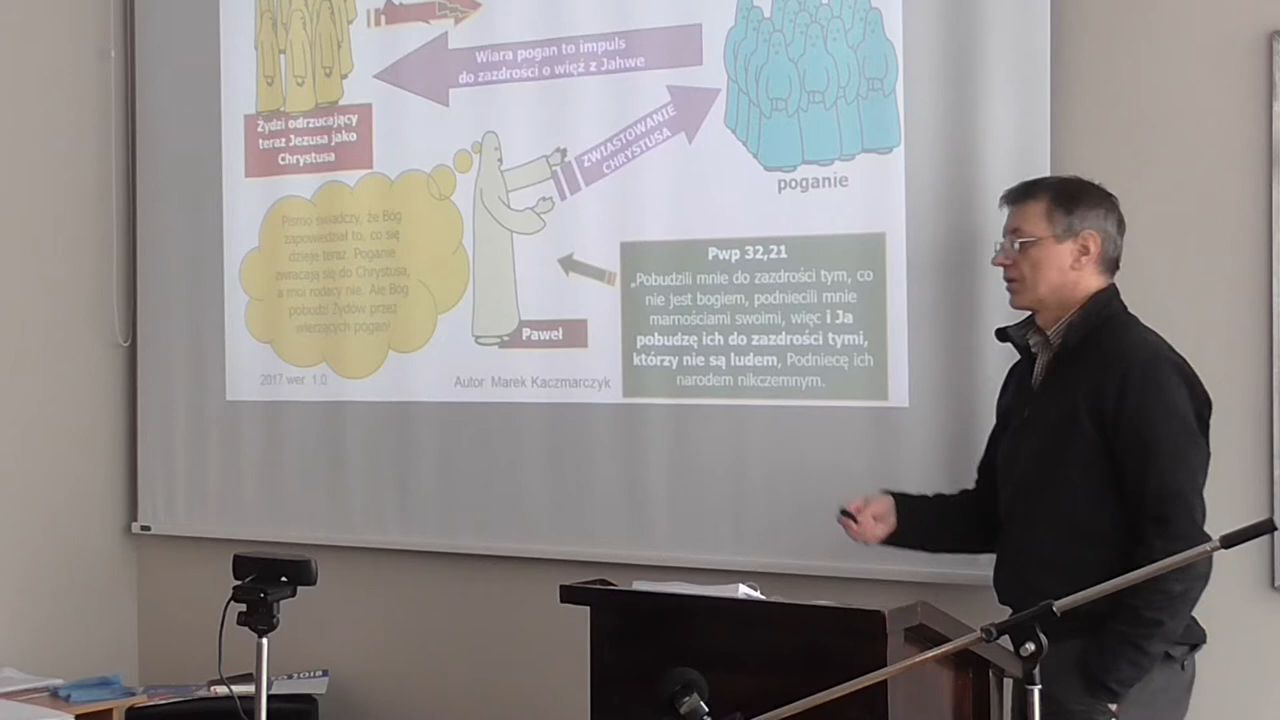 Wiara pogan to impuls
do zazdrości o więź z Jahwe
Żydzi odrzucający
teraz Jezusa jako
Chrystusa
ZWIASTOWANIE
CHRYSTUSA
poganie
Pismo świadczy, że Bóg
zapowiedział to, co się
dzieje teraz. Poganie
zwracają się do Chrystusa,
a moi rodacy nie. Ale Bóg
pobudzi Żydów przez
wierzących pogan!
Paweł
Pwp 32,21
„Pobudzili mnie do zazdrości tym, co
nie jest bogiem, podniecili mnie
marnościami swoimi, więc i Ja
pobudzę ich do zazdrości tymi,
którzy nie są ludem, Podniecę ich
narodem nikczemnym.
2017 wer. 1.0
Autor: Marek Kaczmarczyk
2018